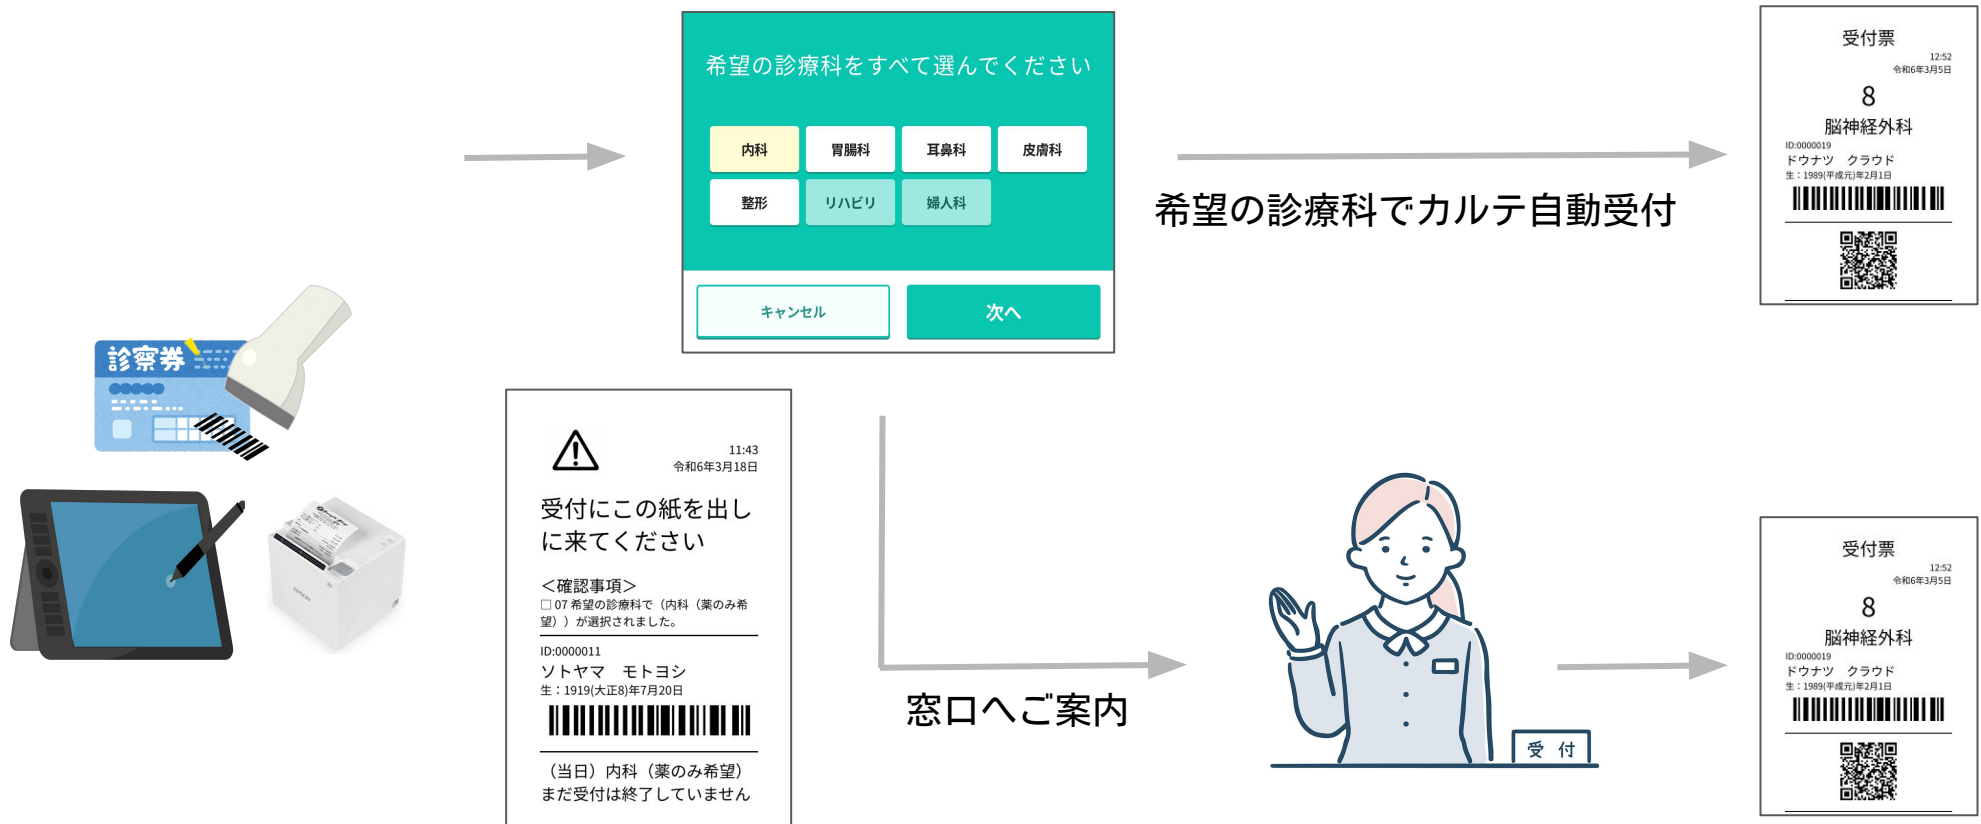 希望の診療科をすべて選んでください
内科
胃腸科
耳鼻科
皮膚科
整形
リハビリ
婦人科
キャンセル
次へ
希望の診療科でカルテ自動受付
受付票
12:52
令和6年3月5日
8
脳神経外科
ID:0000019
ドウナツ　クラウド
生：1989(平成元)年2月1日
診察券
EPSON
11:43
令和6年3月18日
受付にこの紙を出し
に来てください
＜確認事項＞
□ 07 希望の診療科で（内科（薬のみ希
望））が選択されました。
ID:0000011
ソトヤマ　モトヨシ
生：1919(大正8)年7月20日
（当日）内科（薬のみ希望）
まだ受付は終了していません
窓口へご案内
受 付
受付票
12:52
令和6年3月5日
8
脳神経外科
ID:0000019
ドウナツ　クラウド
生：1989(平成元)年2月1日